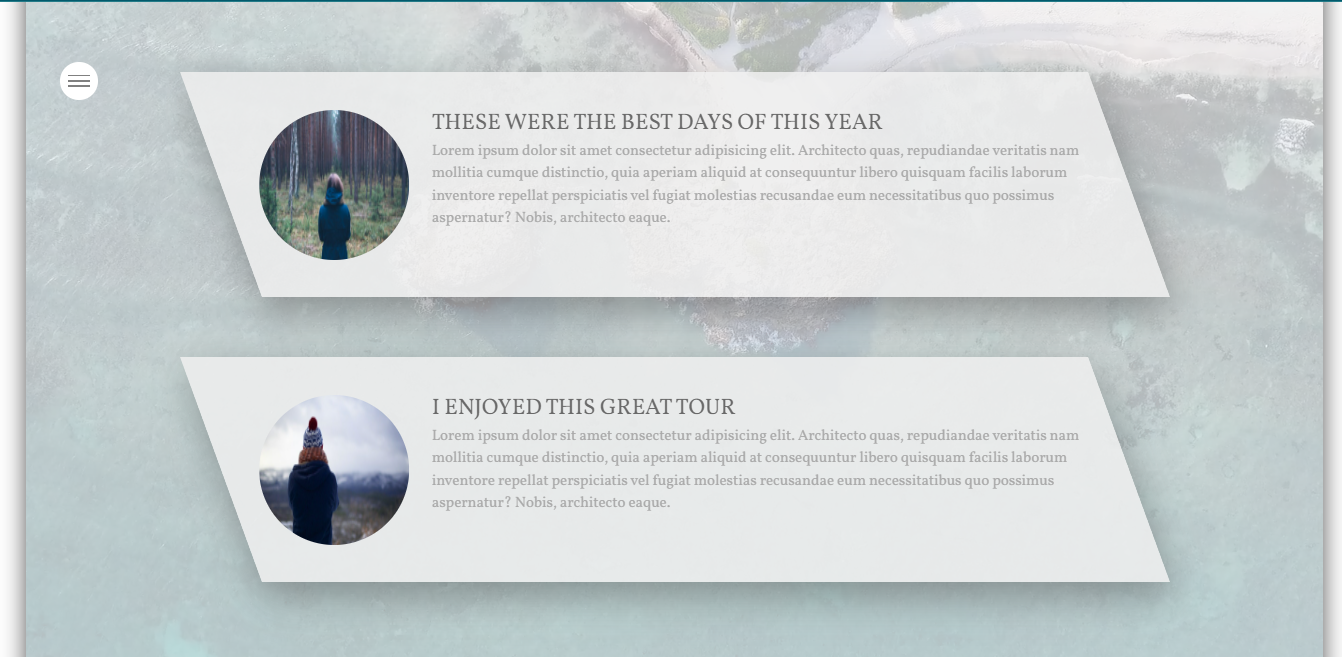 THESE WERE THE BEST DAYS OF THIS YEAR
Lorem ipsum dolor sit amet consectetur adipisicing elit. Architecto quas, repudiandae veritatis nam
mollitia cumque distinctio, quia aperiam aliquid at consequuntur libero quisquam facilis laborum
inventore repellat perspiciatis vel fugiat molestias recusandae eum necessitatibus quo possimus
aspernatur? Nobis, architecto eaque.
I ENJOYED THIS GREAT TOUR
Lorem ipsum dolor sit amet consectetur adipisicing elit. Architecto quas, repudiandae veritatis nam
mollitia cumque distinctio, quia aperiam aliquid at consequuntur libero quisquam facilis laborum
inventore repellat perspiciatis vel fugiat molestias recusandae eum necessitatibus quo possimus
aspernatur? Nobis, architecto eaque.